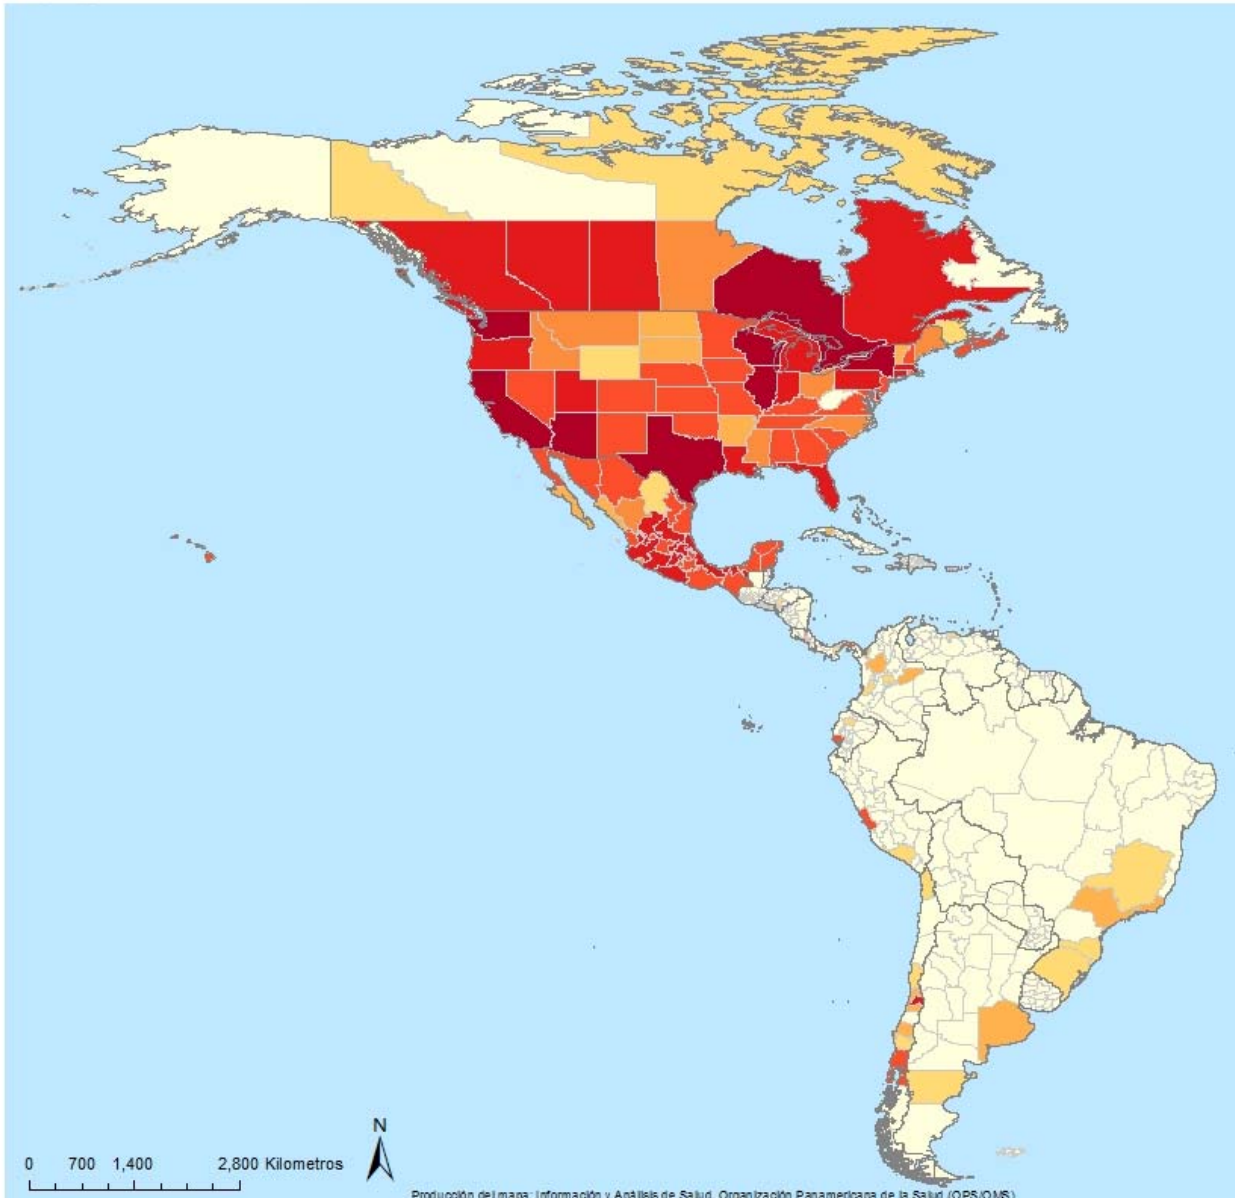 N
0 700 1,400 2,800 Kilometros
Producción del mapa: Información y Análisis de Salud, Organización Panamericana de la Salud (OPS/OMS)